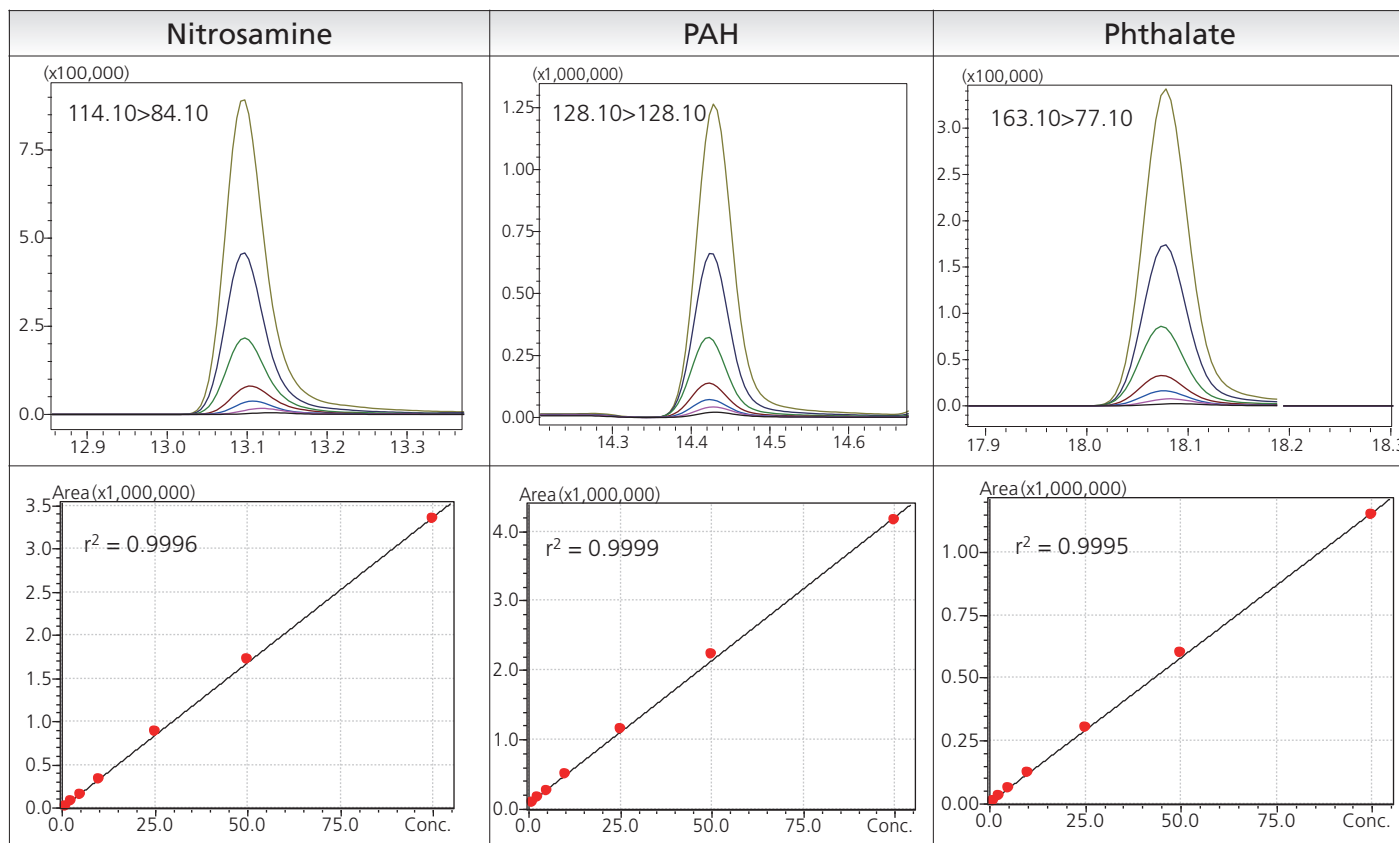 Nitrosamine
PAH
Phthalate
(x100,000)
114.10>84.10
7.5
5.0
2.5
0.0
12.9 13.0 13.1 13.2 13.3
(x1,000,000)
128.10>128.10
1.25
1.00
0.75
0.50
0.25
0.00
14.3 14.4 14.5 14.6
(x100,000)
163.10>77.10
3.0
2.5
2.0
1.5
1.0
0.5
0.0
17.9 18.0 18.1 18.2 18.3
Area(x1,000,000)
r² = 0.9996
3.5
3.0
2.5
2.0
1.5
1.0
0.5
0.0
0.0 25.0 50.0 75.0 Conc.
Area(x1,000,000)
r² = 0.9999
4.0
3.0
2.0
1.0
0.0
0.0 25.0 50.0 75.0 Conc.
Area(x1,000,000)
r² = 0.9995
1.00
0.75
0.50
0.25
0.00
0.0 25.0 50.0 75.0 Conc.